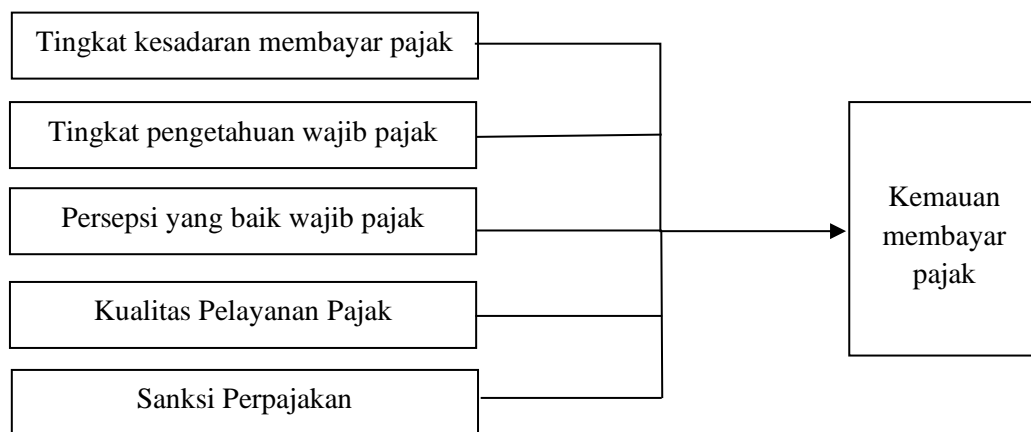 Tingkat kesadaran membayar pajak
Tingkat pengetahuan wajib pajak
Persepsi yang baik wajib pajak
Kualitas Pelayanan Pajak
Sanksi Perpajakan
Kemauan
membayar
pajak